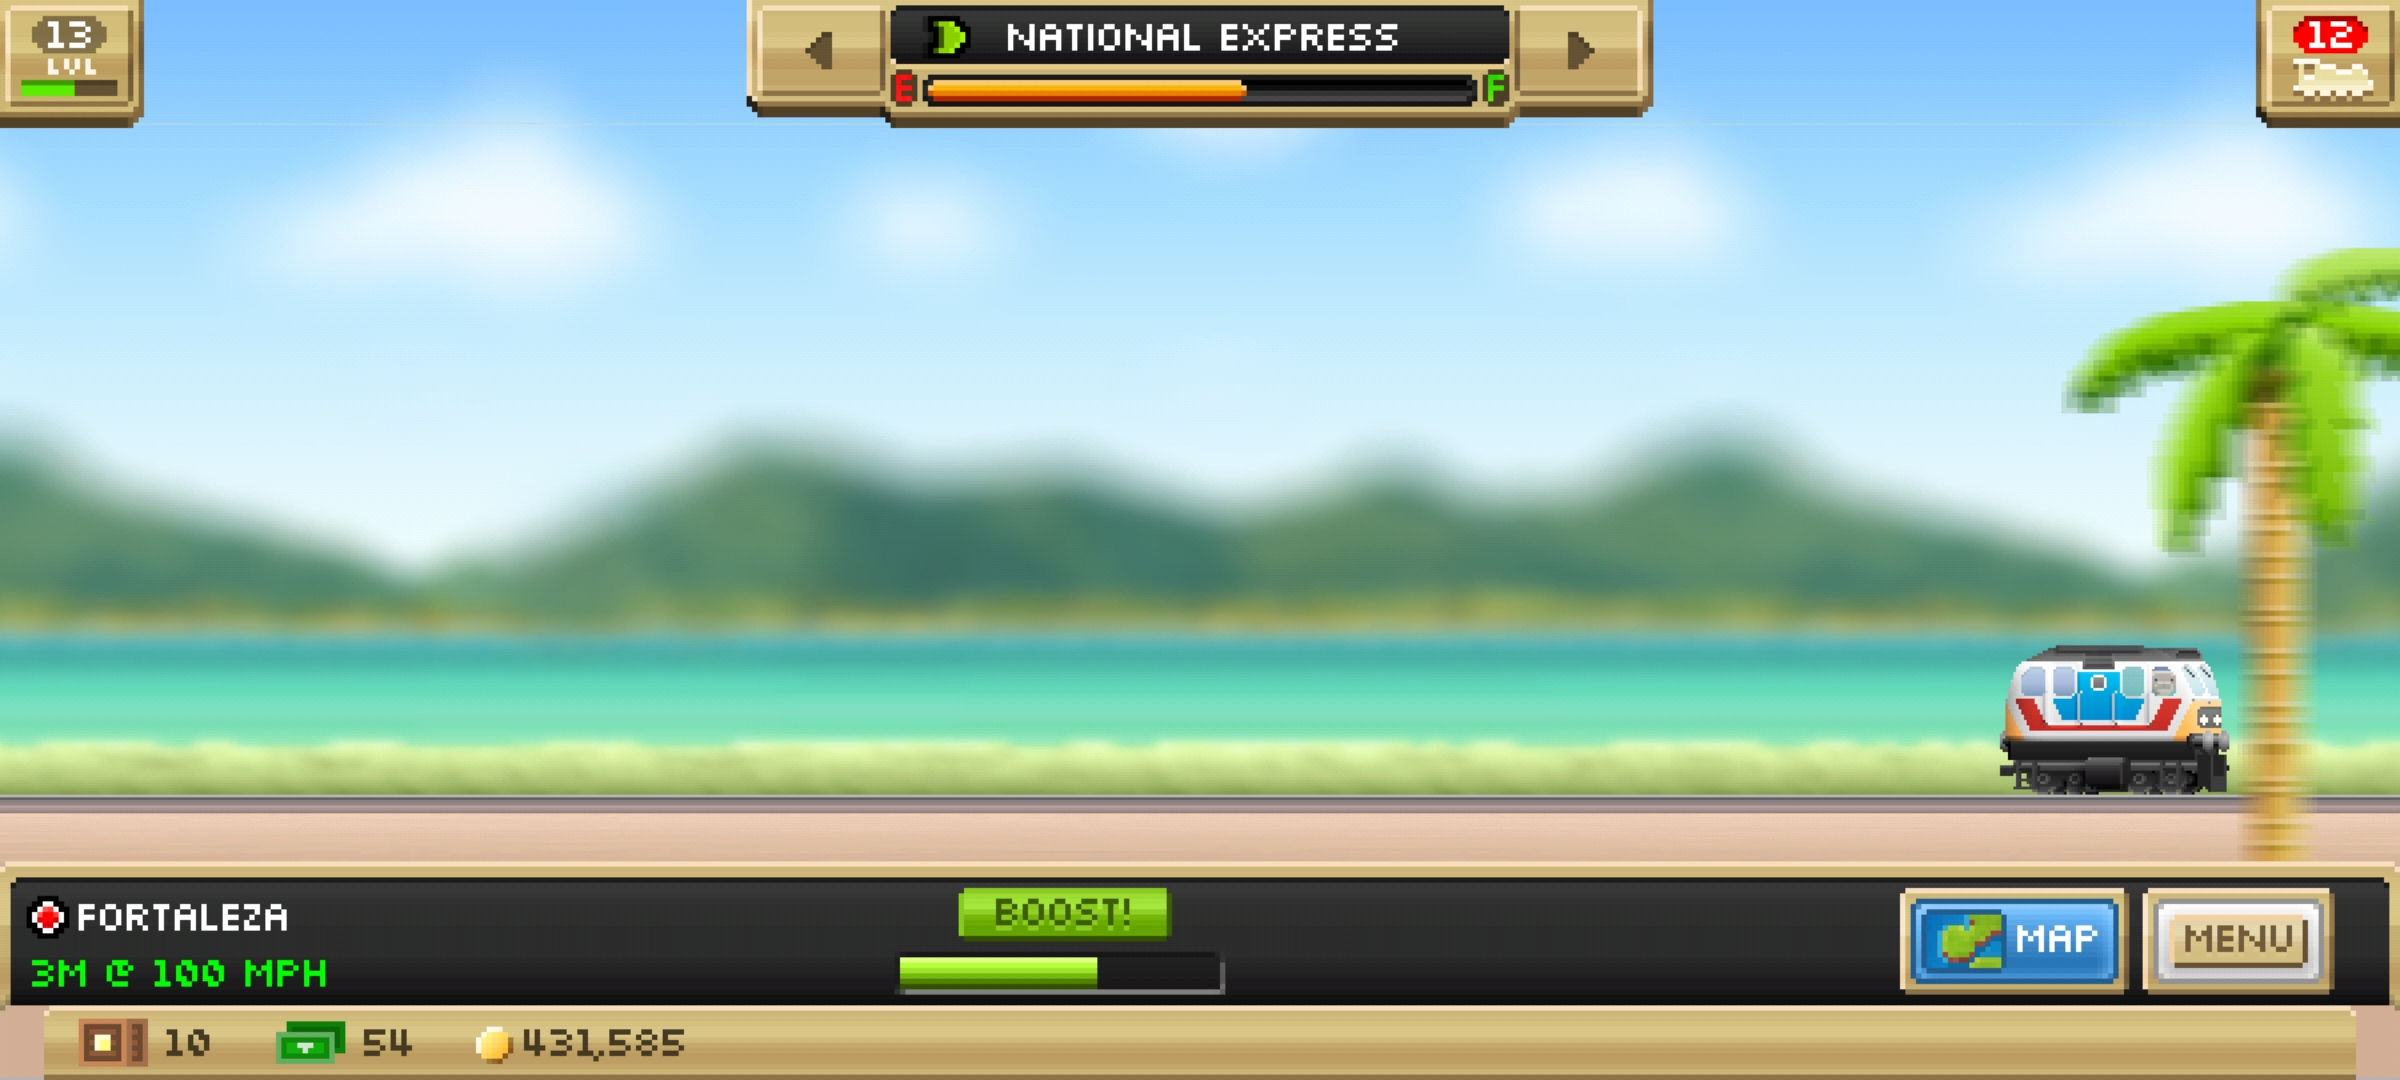 13
LVL
NATIONAL EXPRESS
E F
12
FORTALEZA
3M @ 100 MPH
BOOST!
MAP
MENU
10
54
431,585